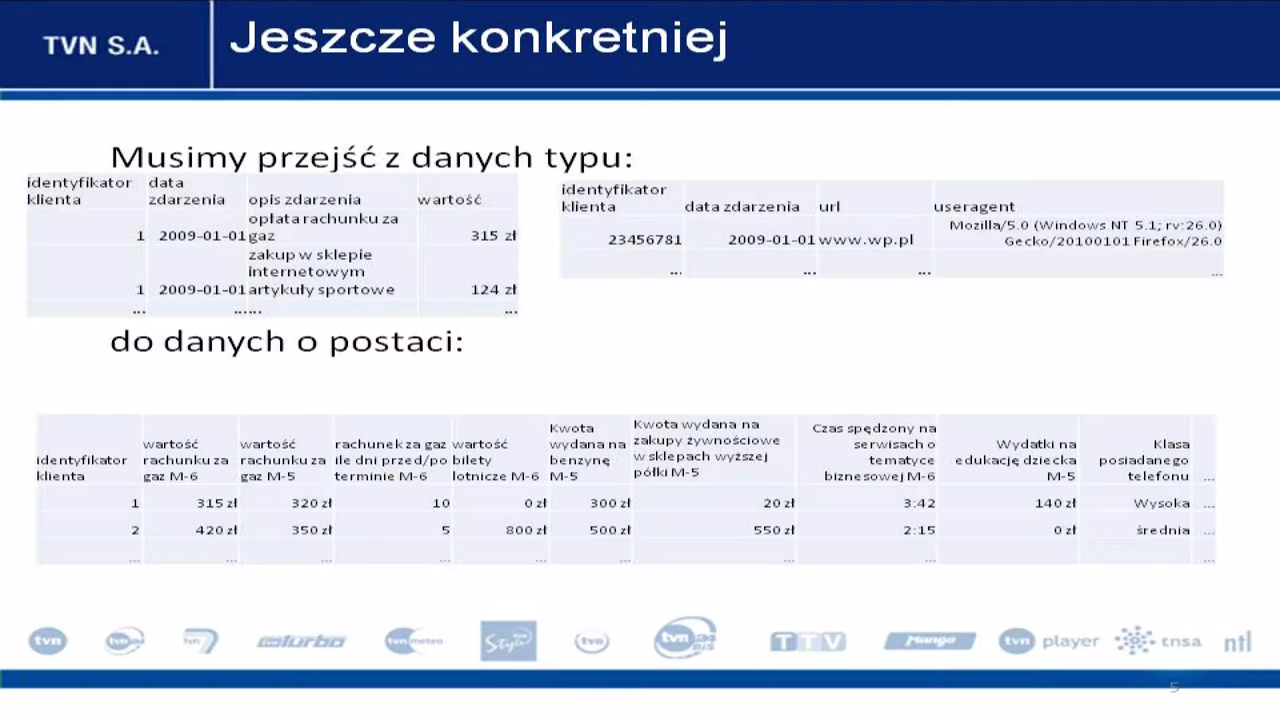 TVN S.A.
Jeszcze konkretniej
Musimy przejść z danych typu:
identyfikator klienta | data zdarzenia | opis zdarzenia | wartość
1 | 2009-01-01 | opłata rachunku za gaz | 315 zł
1 | 2009-01-01 | zakup w sklepie internetowym artykuły sportowe | 124 zł
... | ... | ... | ...
identyfikator klienta | data zdarzenia | url | useragent
23456781 | 2009-01-01 | www.wp.pl | Mozilla/5.0 (Windows NT 5.1; rv:26.0) Gecko/20100101 Firefox/26.0
... | ... | ... | ...
do danych o postaci:
identyfikator klienta | wartość rachunku za gaz M-6 | wartość rachunku za gaz M-5 | rachunek za gaz ile dni przed/po terminie M-6 | wartość bilety lotnicze M-6 | Kwota wydana na benzynę M-5 | Kwota wydana na zakupy żywnościowe w sklepach wyższej półki M-5 | Czas spędzony na serwisach o tematyce biznesowej M-6 | Wydatki na edukację dziecka M-5 | Klasa posiadanego telefonu | ...
1 | 315 zł | 320 zł | 10 | 0 zł | 300 zł | 20 zł | 3:42 | 140 zł | Wysoka | ...
2 | 420 zł | 350 zł | 5 | 800 zł | 500 zł | 550 zł | 2:15 | 0 zł | średnia | ...
... | ... | ... | ... | ... | ... | ... | ... | ... | ... | ...
tvn tvn 7 turbo tvn meteo Style tvn tvn 24 BiS TTV Mango tvn player tnsa ntl
5